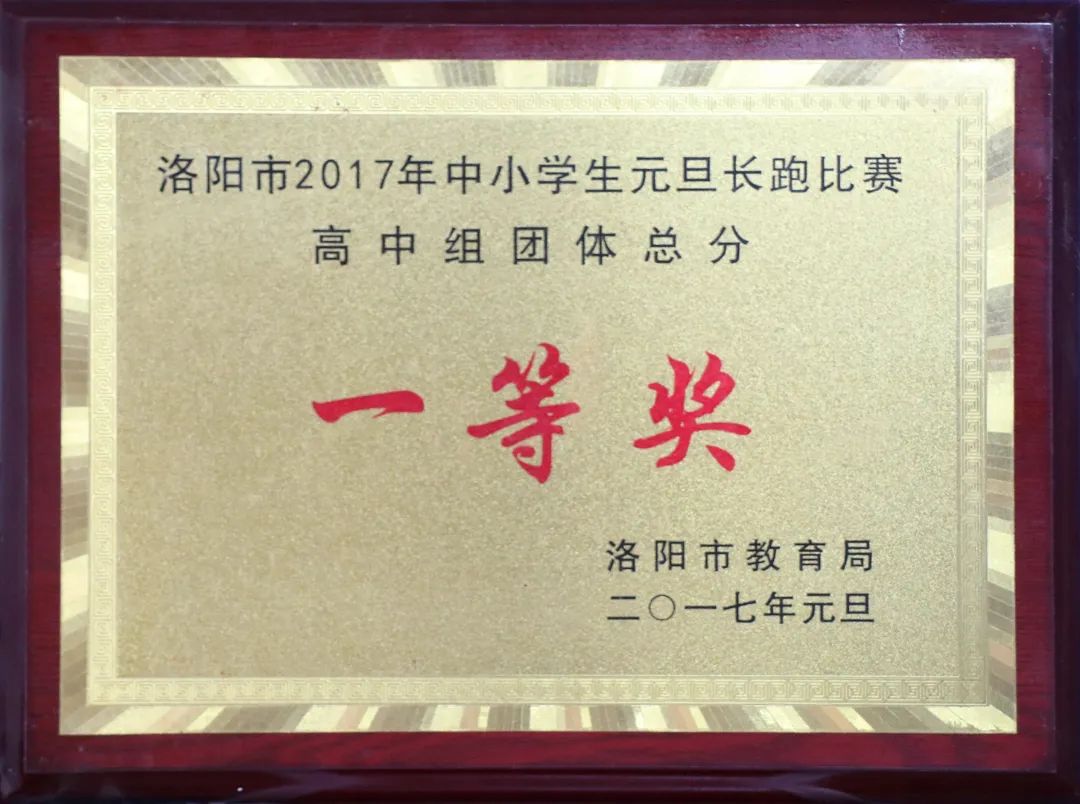 洛阳市2017年中小学生元旦长跑比赛
高中组团体总分
一等奖
洛阳市教育局
二〇一七年元旦